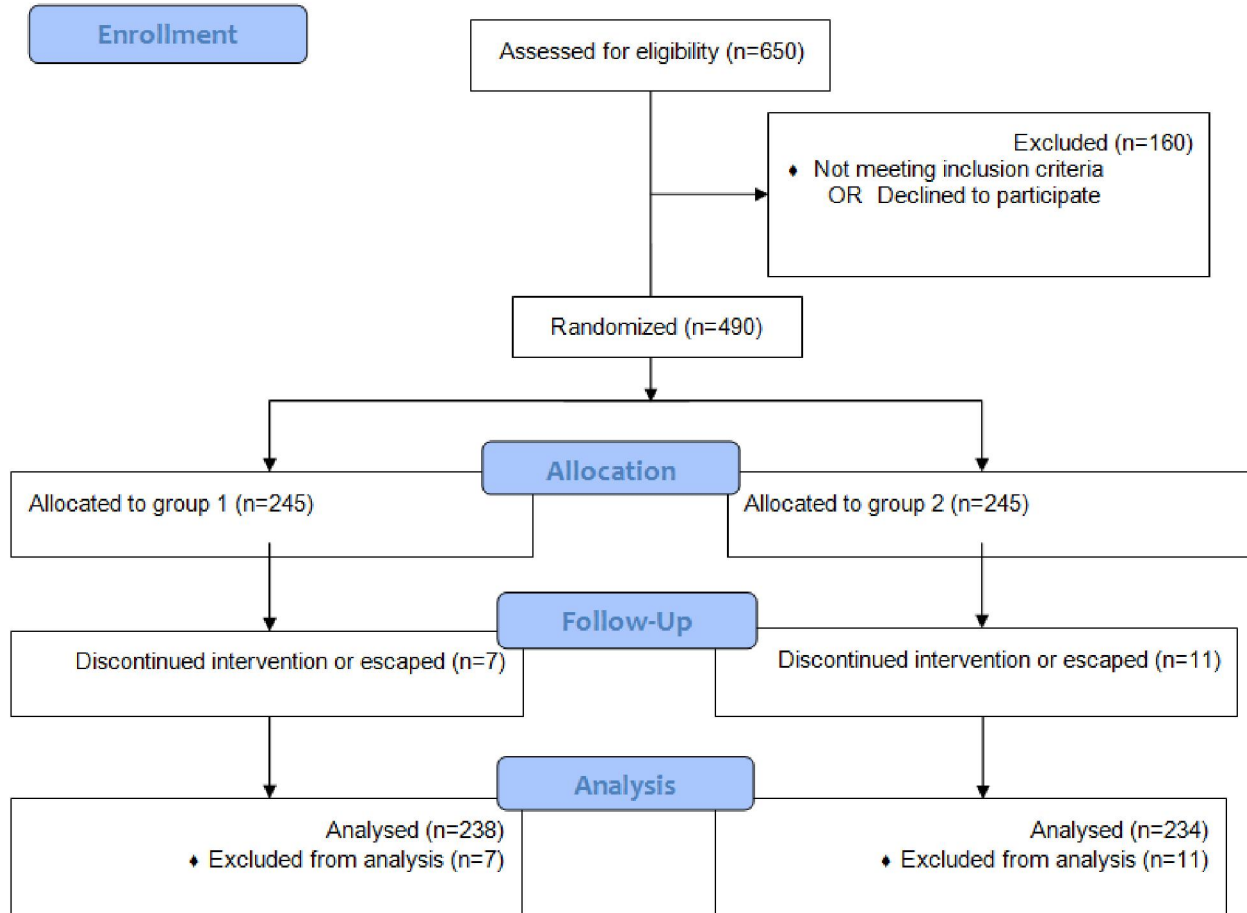 Enrollment
Assessed for eligibility (n=650)
Excluded (n=160)
♦ Not meeting inclusion criteria
OR Declined to participate
Randomized (n=490)
Allocation
Allocated to group 1 (n=245)
Allocated to group 2 (n=245)
Follow-Up
Discontinued intervention or escaped (n=7)
Discontinued intervention or escaped (n=11)
Analysis
Analysed (n=238)
♦ Excluded from analysis (n=7)
Analysed (n=234)
♦ Excluded from analysis (n=11)